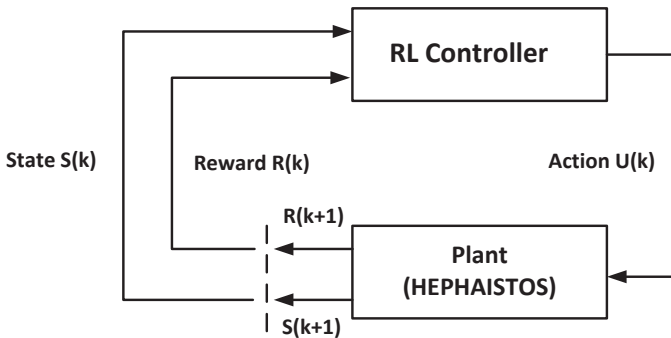 RL Controller
State S(k)
Reward R(k)
Action U(k)
R(k+1)
Plant
(HEPHAISTOS)
S(k+1)